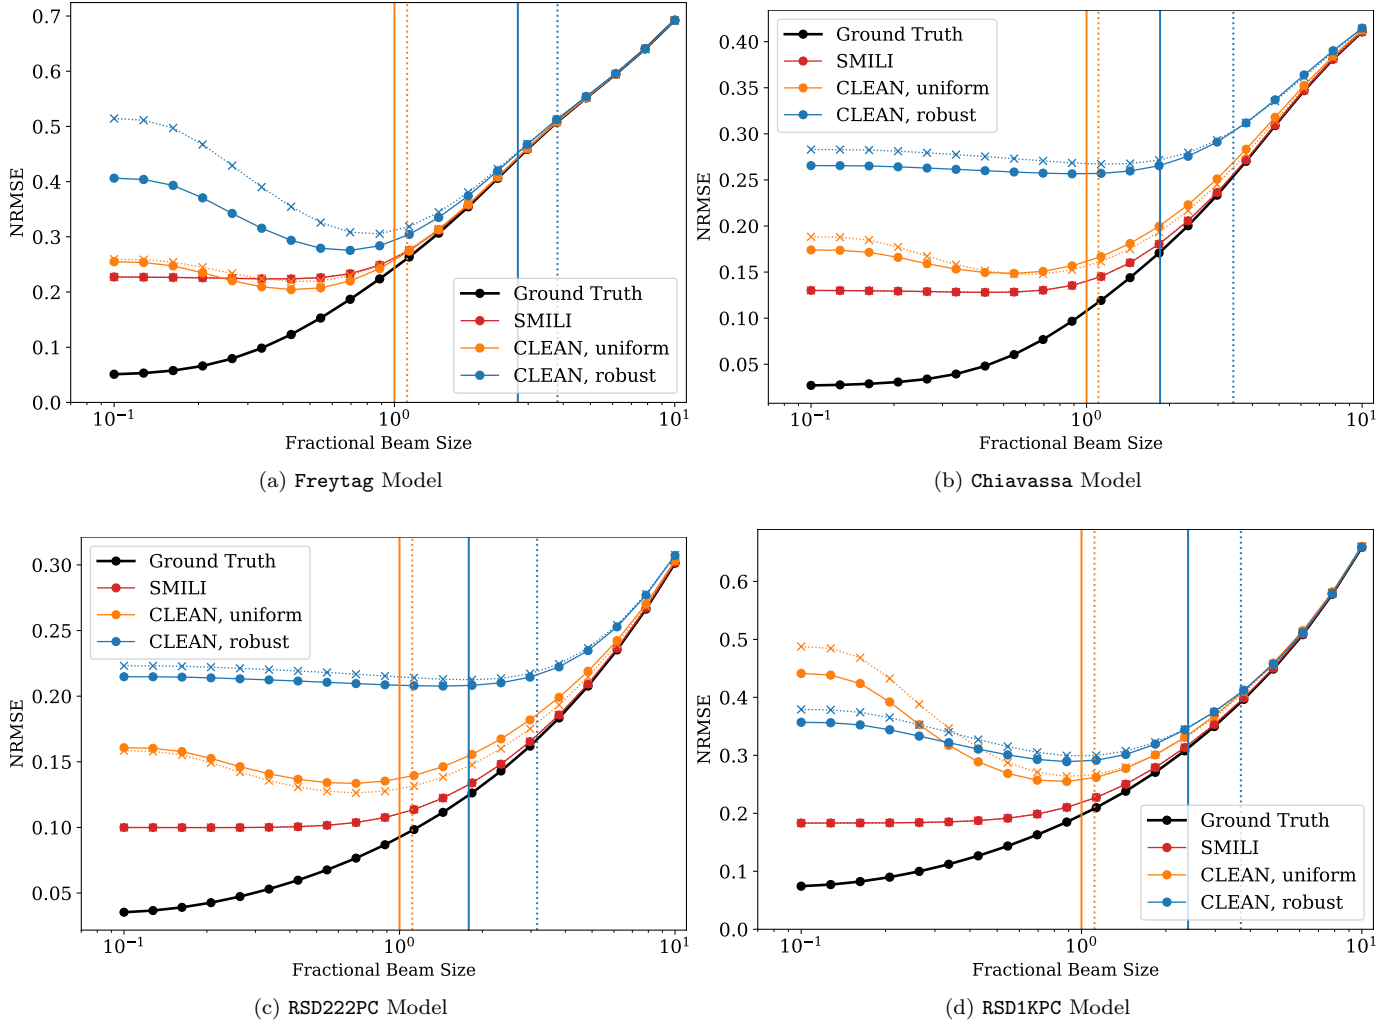 0.7
0.6
0.5
0.4
0.3
0.2
0.1
0.0
NRMSE
Ground Truth
SMILI
CLEAN, uniform
CLEAN, robust
10⁻¹ 10⁰ 10¹
Fractional Beam Size
(a) Freytag Model
0.40
0.35
0.30
0.25
0.20
0.15
0.10
0.05
NRMSE
Ground Truth
SMILI
CLEAN, uniform
CLEAN, robust
10⁻¹ 10⁰ 10¹
Fractional Beam Size
(b) Chiavassa Model
0.30
0.25
0.20
0.15
0.10
0.05
NRMSE
Ground Truth
SMILI
CLEAN, uniform
CLEAN, robust
10⁻¹ 10⁰ 10¹
Fractional Beam Size
(c) RSD222PC Model
0.6
0.5
0.4
0.3
0.2
0.1
0.0
NRMSE
Ground Truth
SMILI
CLEAN, uniform
CLEAN, robust
10⁻¹ 10⁰ 10¹
Fractional Beam Size
(d) RSD1KPC Model